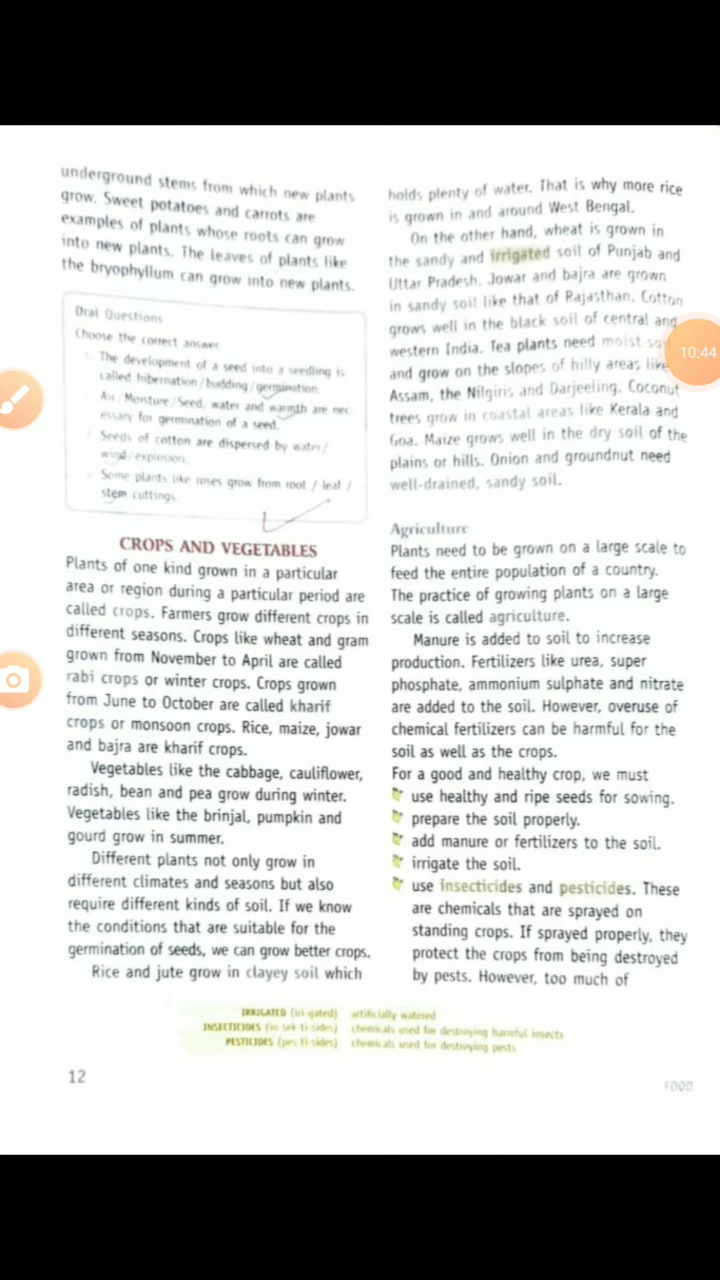 underground stems from which new plants
grow. Sweet potatoes and carrots are
examples of plants whose roots can grow
into new plants. The leaves of plants like
the bryophyllum can grow into new plants.
Oral Questions
Choose the correct answer.
The development of a seed into a seedling is
called hibernation/budding/germination.
Air/Moisture/Seed, water and warmth are nec
essary for germination of a seed.
Seeds of cotton are dispersed by water/
wind/explosion.
Some plants like roses grow from root / leaf /
stem cuttings.
CROPS AND VEGETABLES
Plants of one kind grown in a particular
area or region during a particular period are
called crops. Farmers grow different crops in
different seasons. Crops like wheat and gram
grown from November to April are called
rabi crops or winter crops. Crops grown
from June to October are called kharif
crops or monsoon crops. Rice, maize, jowar
and bajra are kharif crops.
Vegetables like the cabbage, cauliflower,
radish, bean and pea grow during winter.
Vegetables like the brinjal, pumpkin and
gourd grow in summer.
Different plants not only grow in
different climates and seasons but also
require different kinds of soil. If we know
the conditions that are suitable for the
germination of seeds, we can grow better crops.
Rice and jute grow in clayey soil which
holds plenty of water. That is why more rice
is grown in and around West Bengal.
On the other hand, wheat is grown in
the sandy and irrigated soil of Punjab and
Uttar Pradesh. Jowar and bajra are grown
in sandy soil like that of Rajasthan. Cotton
grows well in the black soil of central and
western India. Tea plants need moist
and grow on the slopes of hilly areas like
Assam, the Nilgiris and Darjeeling. Coconut
trees grow in coastal areas like Kerala and
Goa. Maize grows well in the dry soil of the
plains or hills. Onion and groundnut need
well-drained, sandy soil.
10:44
Agriculture
Plants need to be grown on a large scale to
feed the entire population of a country.
The practice of growing plants on a large
scale is called agriculture.
Manure is added to soil to increase
production. Fertilizers like urea, super
phosphate, ammonium sulphate and nitrate
are added to the soil. However, overuse of
chemical fertilizers can be harmful for the
soil as well as the crops.
For a good and healthy crop, we must
use healthy and ripe seeds for sowing.
prepare the soil properly.
add manure or fertilizers to the soil.
irrigate the soil.
use insecticides and pesticides. These
are chemicals that are sprayed on
standing crops. If sprayed properly, they
protect the crops from being destroyed
by pests. However, too much of
IRRIGATED (iri-gated) artificially watered
INSECTICIDES (in-sek-ti-sides) chemicals used for destroying harmful insects
PESTICIDES (pes-ti-sides) chemicals used for destroying pests
12
FOOD